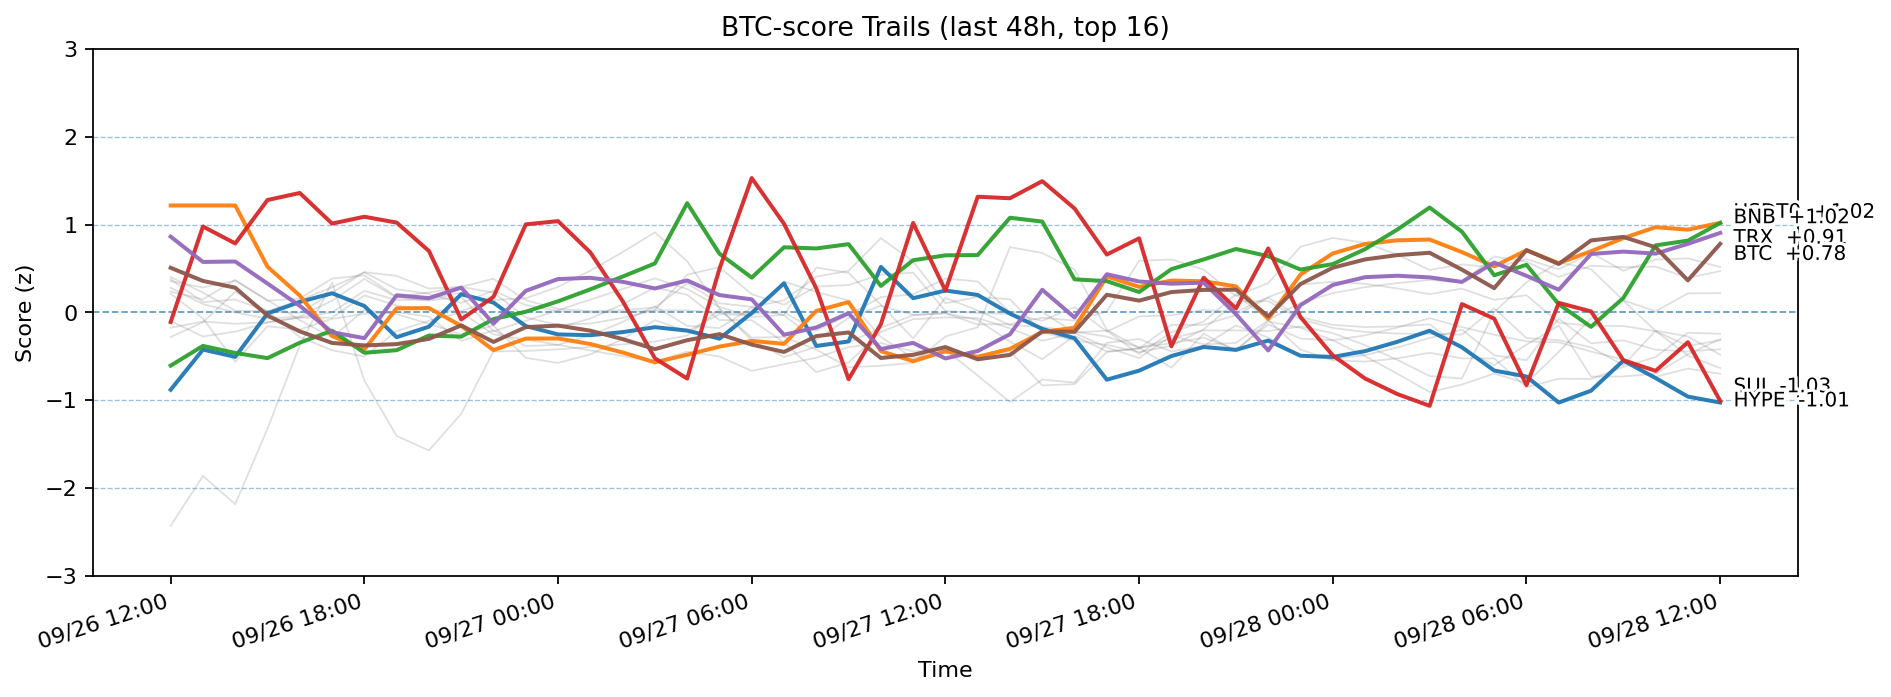 BTC-score Trails (last 48h, top 16)
Score (z)
3
2
1
0
−1
−2
−3
BNB +1.02
TRX +0.91
BTC +0.78
-1.03
HYPE -1.01
09/26 12:00
09/26 18:00
09/27 00:00
09/27 06:00
09/27 12:00
09/27 18:00
09/28 00:00
09/28 06:00
09/28 12:00
Time